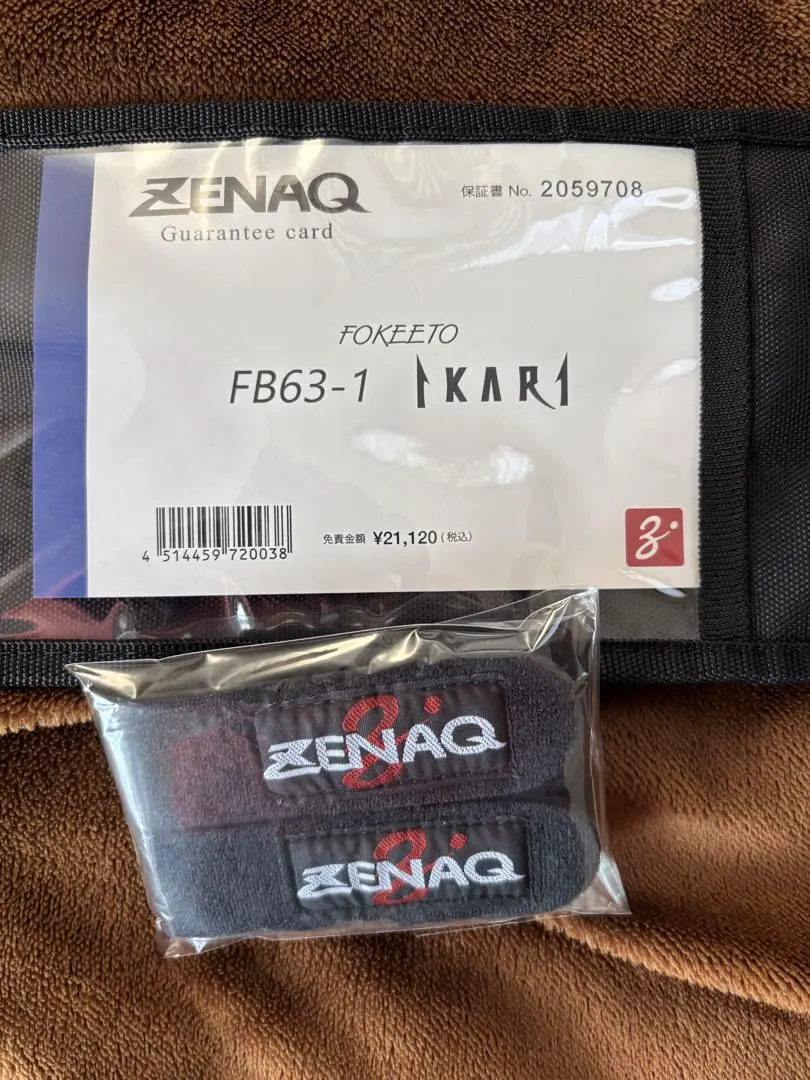 ZENAQ
Guarantee card
保証書 No. 2059708
FOKEETO
FB63-1 IKARI
4 514459 720038
免責金額 ¥21,120(税込)
ZENAQ
ZENAQ